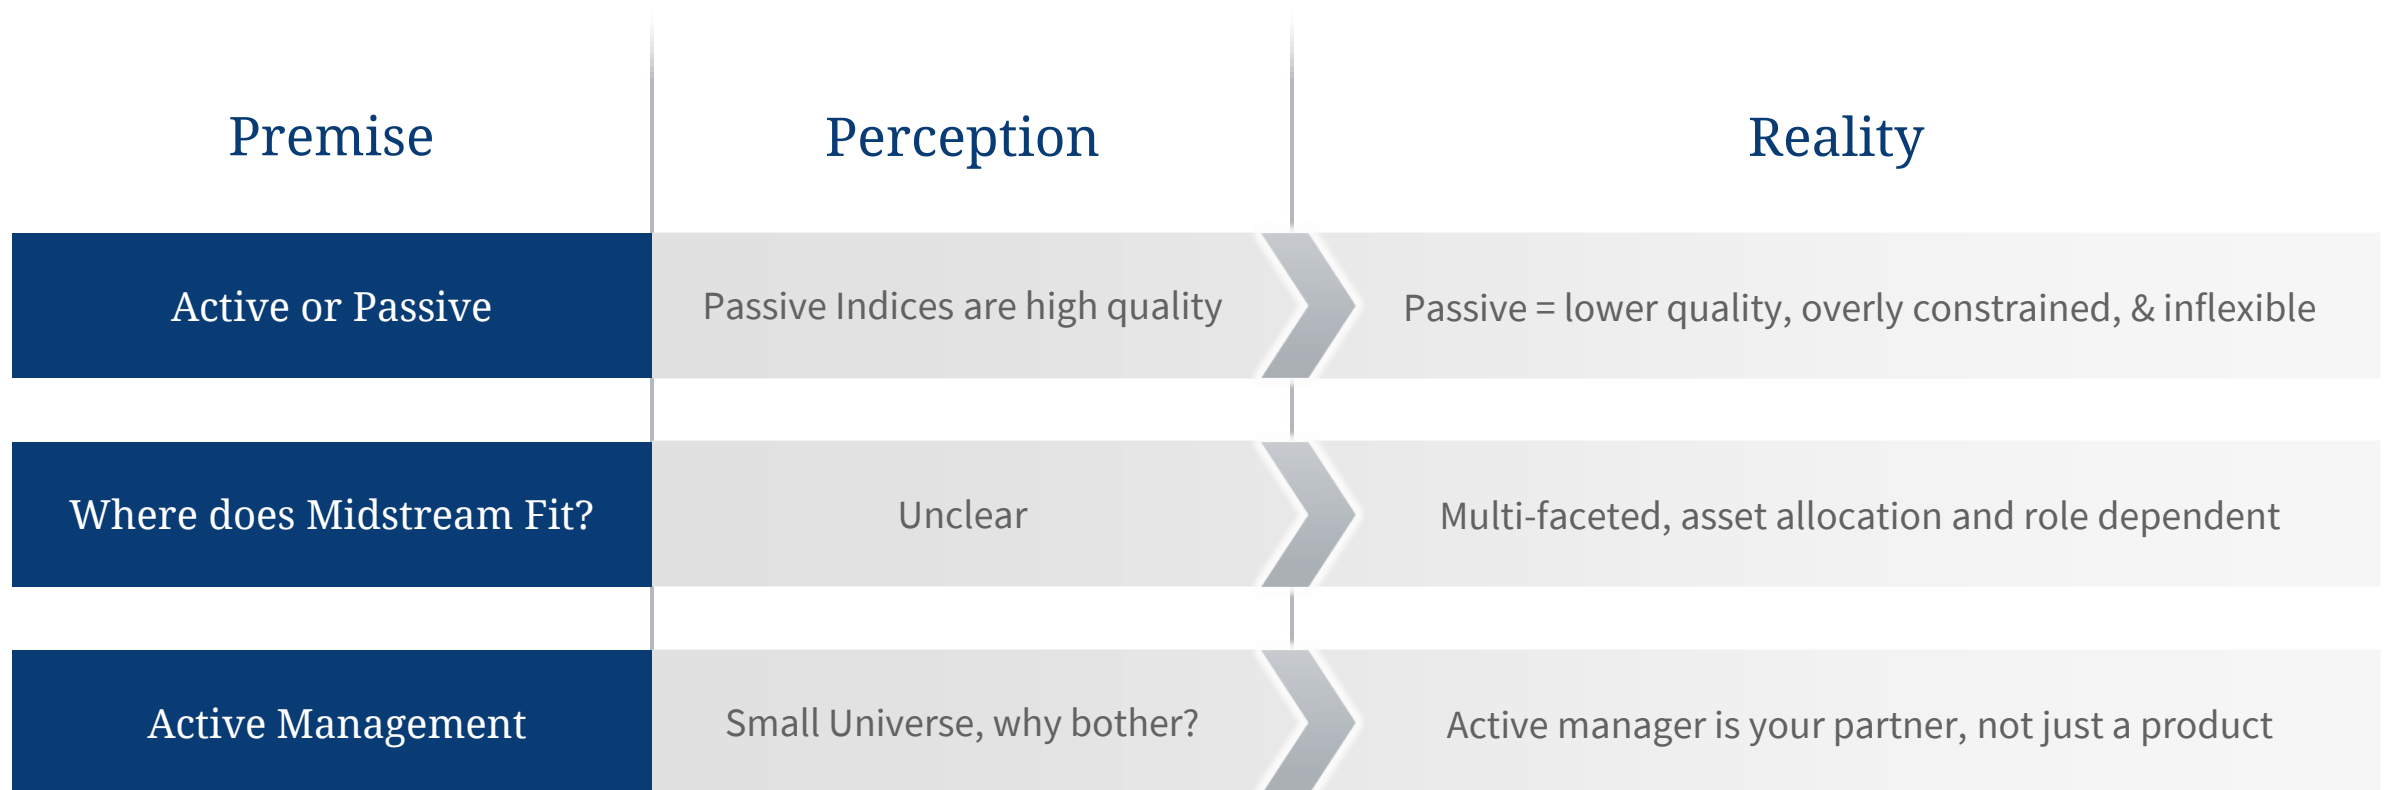 Premise
Perception
Reality
Active or Passive
Passive Indices are high quality
Passive = lower quality, overly constrained, & inflexible
Where does Midstream Fit?
Unclear
Multi-faceted, asset allocation and role dependent
Active Management
Small Universe, why bother?
Active manager is your partner, not just a product